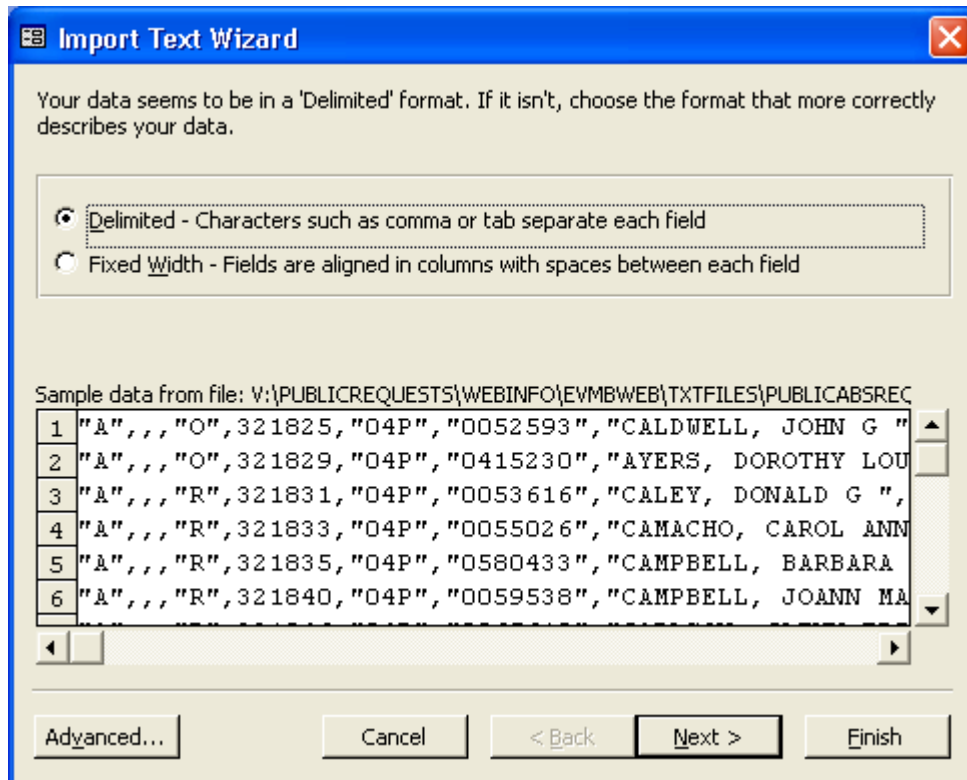 Import Text Wizard
Your data seems to be in a 'Delimited' format. If it isn't, choose the format that more correctly
describes your data.
Delimited - Characters such as comma or tab separate each field
Fixed Width - Fields are aligned in columns with spaces between each field
Sample data from file: V:\PUBLICREQUESTS\WEBINFO\EVMBWEB\TXTFILES\PUBLICABSREQ
1 "A",,,"O",321825,"04P","0052593","CALDWELL, JOHN G "
2 "A",,,"O",321829,"04P","0415230","AYERS, DOROTHY LOU
3 "A",,,"R",321831,"04P","0053616","CALEY, DONALD G ",
4 "A",,,"R",321833,"04P","0055026","CAMACHO, CAROL ANN
5 "A",,,"R",321835,"04P","0580433","CAMPBELL, BARBARA
6 "A",,,"R",321840,"04P","0059538","CAMPBELL, JOANN MA
Advanced... Cancel < Back Next > Finish